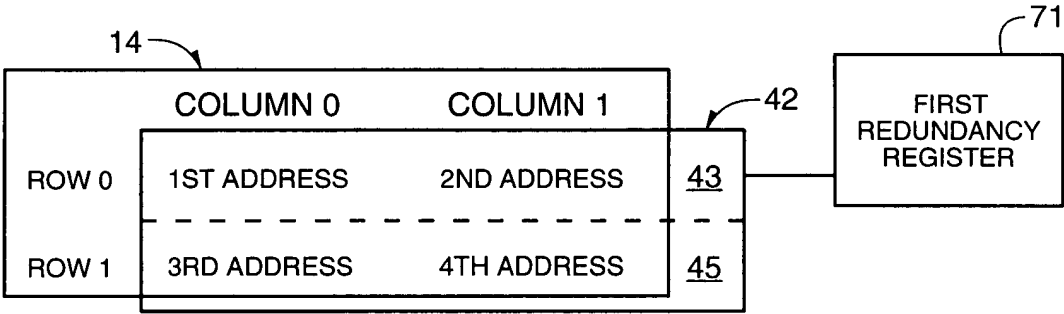 14
71
COLUMN 0 COLUMN 1
42
FIRST
REDUNDANCY
REGISTER
ROW 0 1ST ADDRESS 2ND ADDRESS 43
ROW 1 3RD ADDRESS 4TH ADDRESS 45